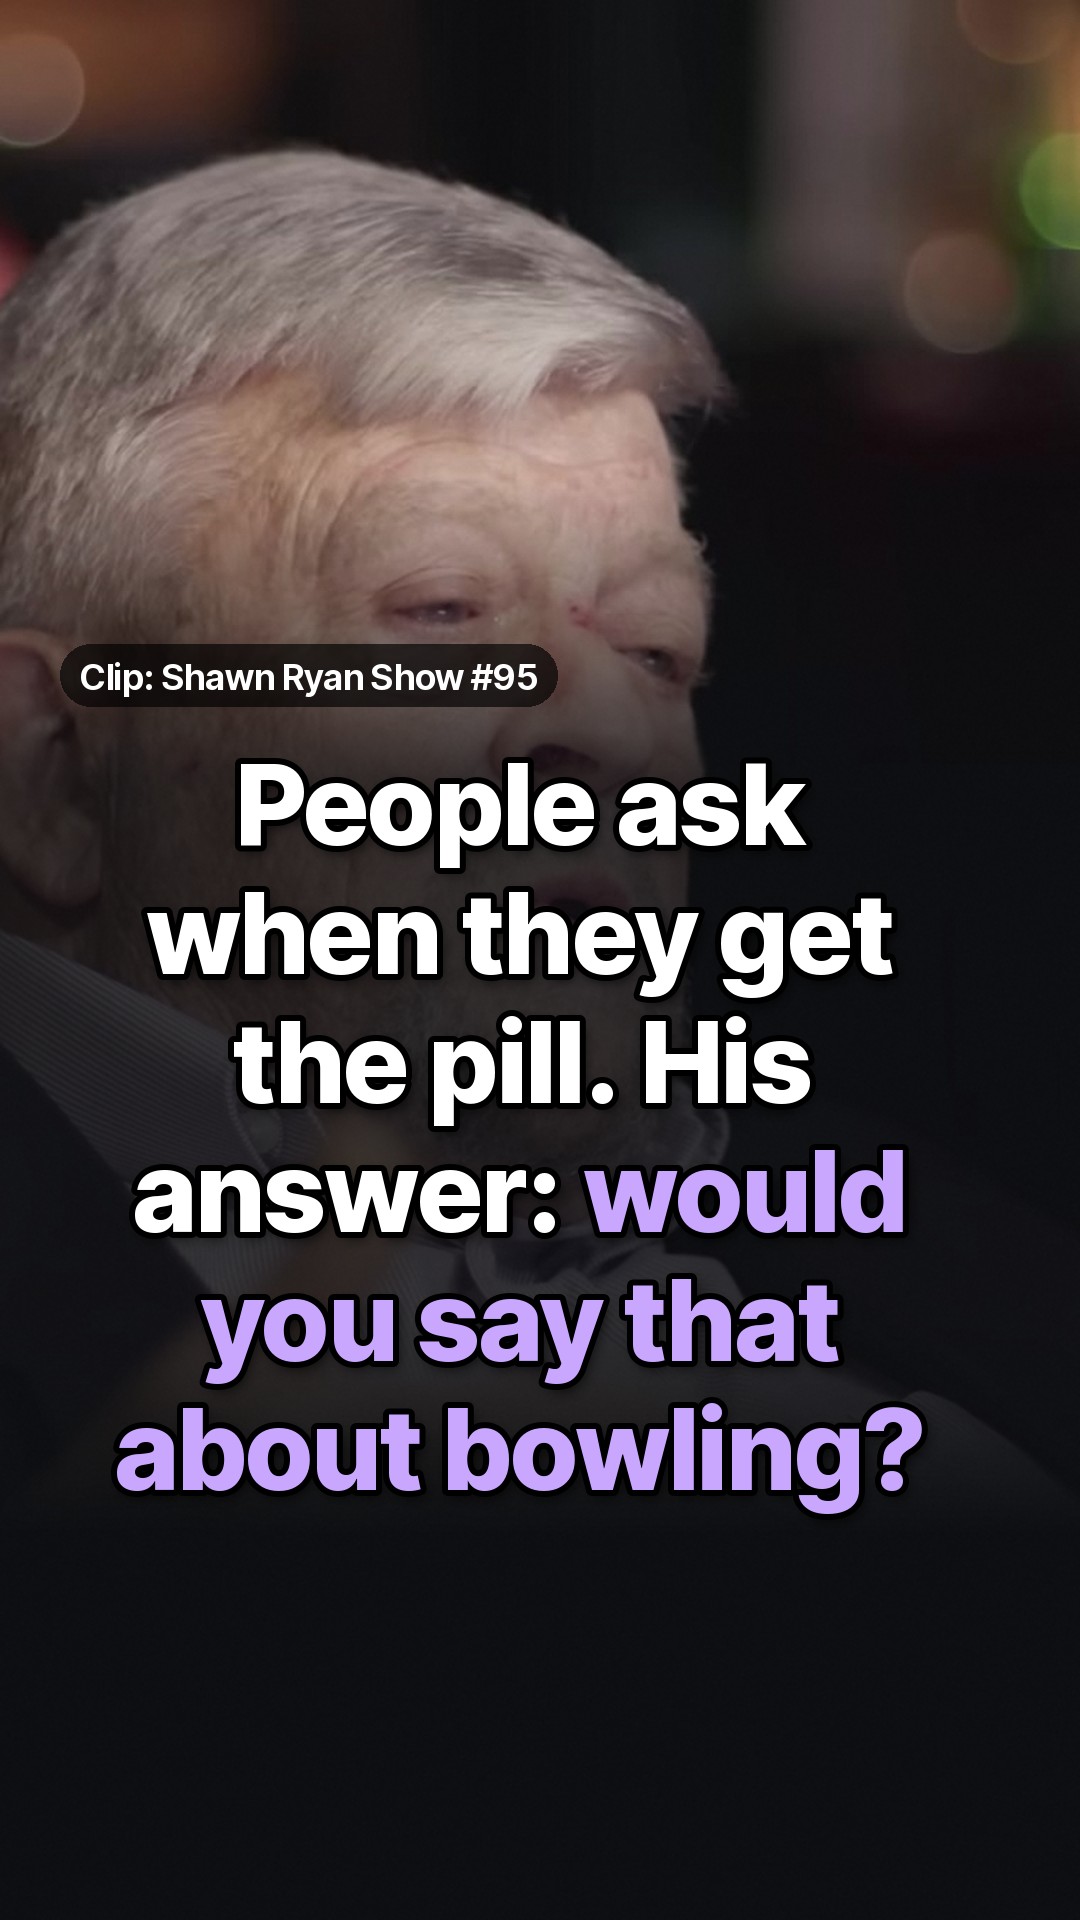 Clip: Shawn Ryan Show #95
People ask
when they get
the pill. His
answer: would
you say that
about bowling?